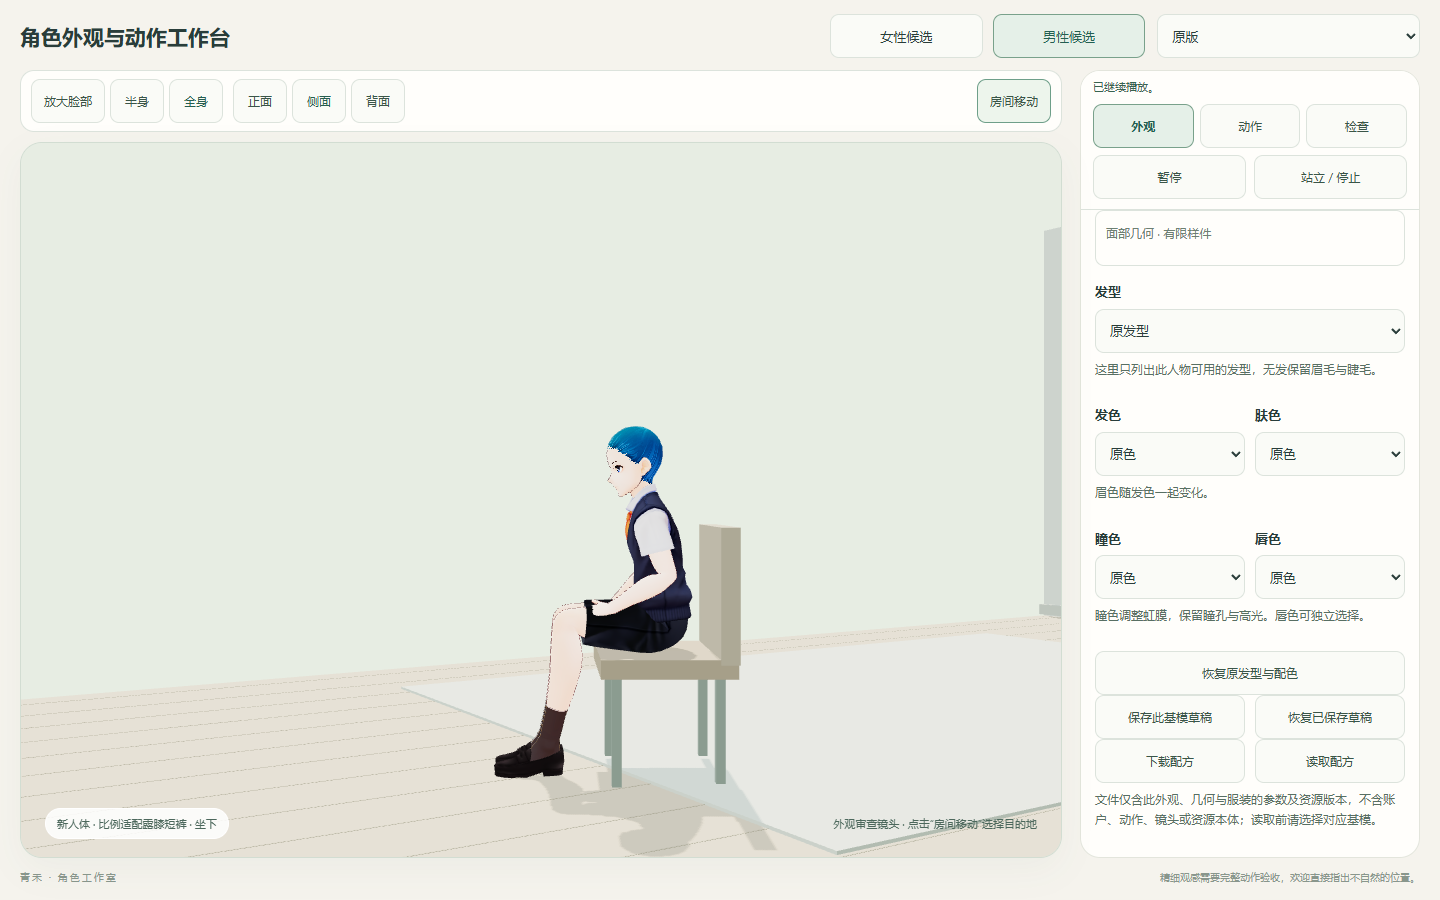 角色外观与动作工作台
女性候选
男性候选
原版
放大脸部
半身
全身
正面
侧面
背面
房间移动
已继续播放。
外观
动作
检查
暂停
站立 / 停止
面部几何 · 有限样件
发型
原发型
这里只列出此人物可用的发型，无发保留眉毛与睫毛。
发色
肤色
原色
原色
眉色随发色一起变化。
瞳色
唇色
原色
原色
瞳色调整虹膜，保留瞳孔与高光。唇色可独立选择。
恢复原发型与配色
保存此基模草稿
恢复已保存草稿
下载配方
读取配方
文件仅含此外观、几何与服装的参数及资源版本，不含账
户、动作、镜头或资源本体；读取前请选择对应基模。
新人体 · 比例适配露膝短裤 · 坐下
外观审查镜头 · 点击“房间移动”选择目的地
青禾 · 角色工作室
精细观感需要完整动作验收，欢迎直接指出不自然的位置。